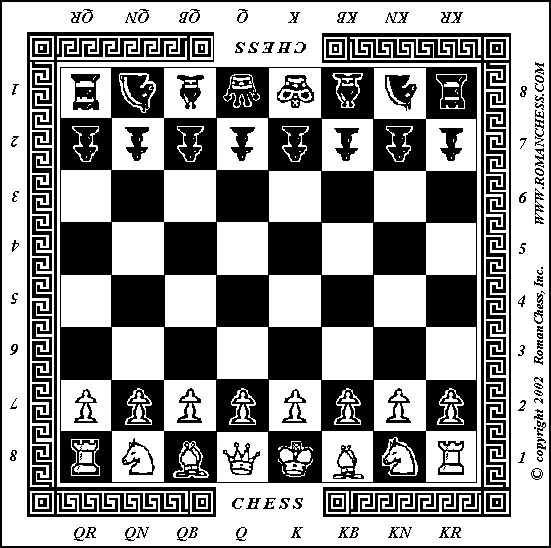 QR QN QB Q K KB KN KR
CHESS
1 8
2 7
3 6
4 5
5 4
6 3
7 2
8 1
CHESS
QR QN QB Q K KB KN KR
© copyright 2002 RomanChess, Inc. WWW.ROMANCHESS.COM